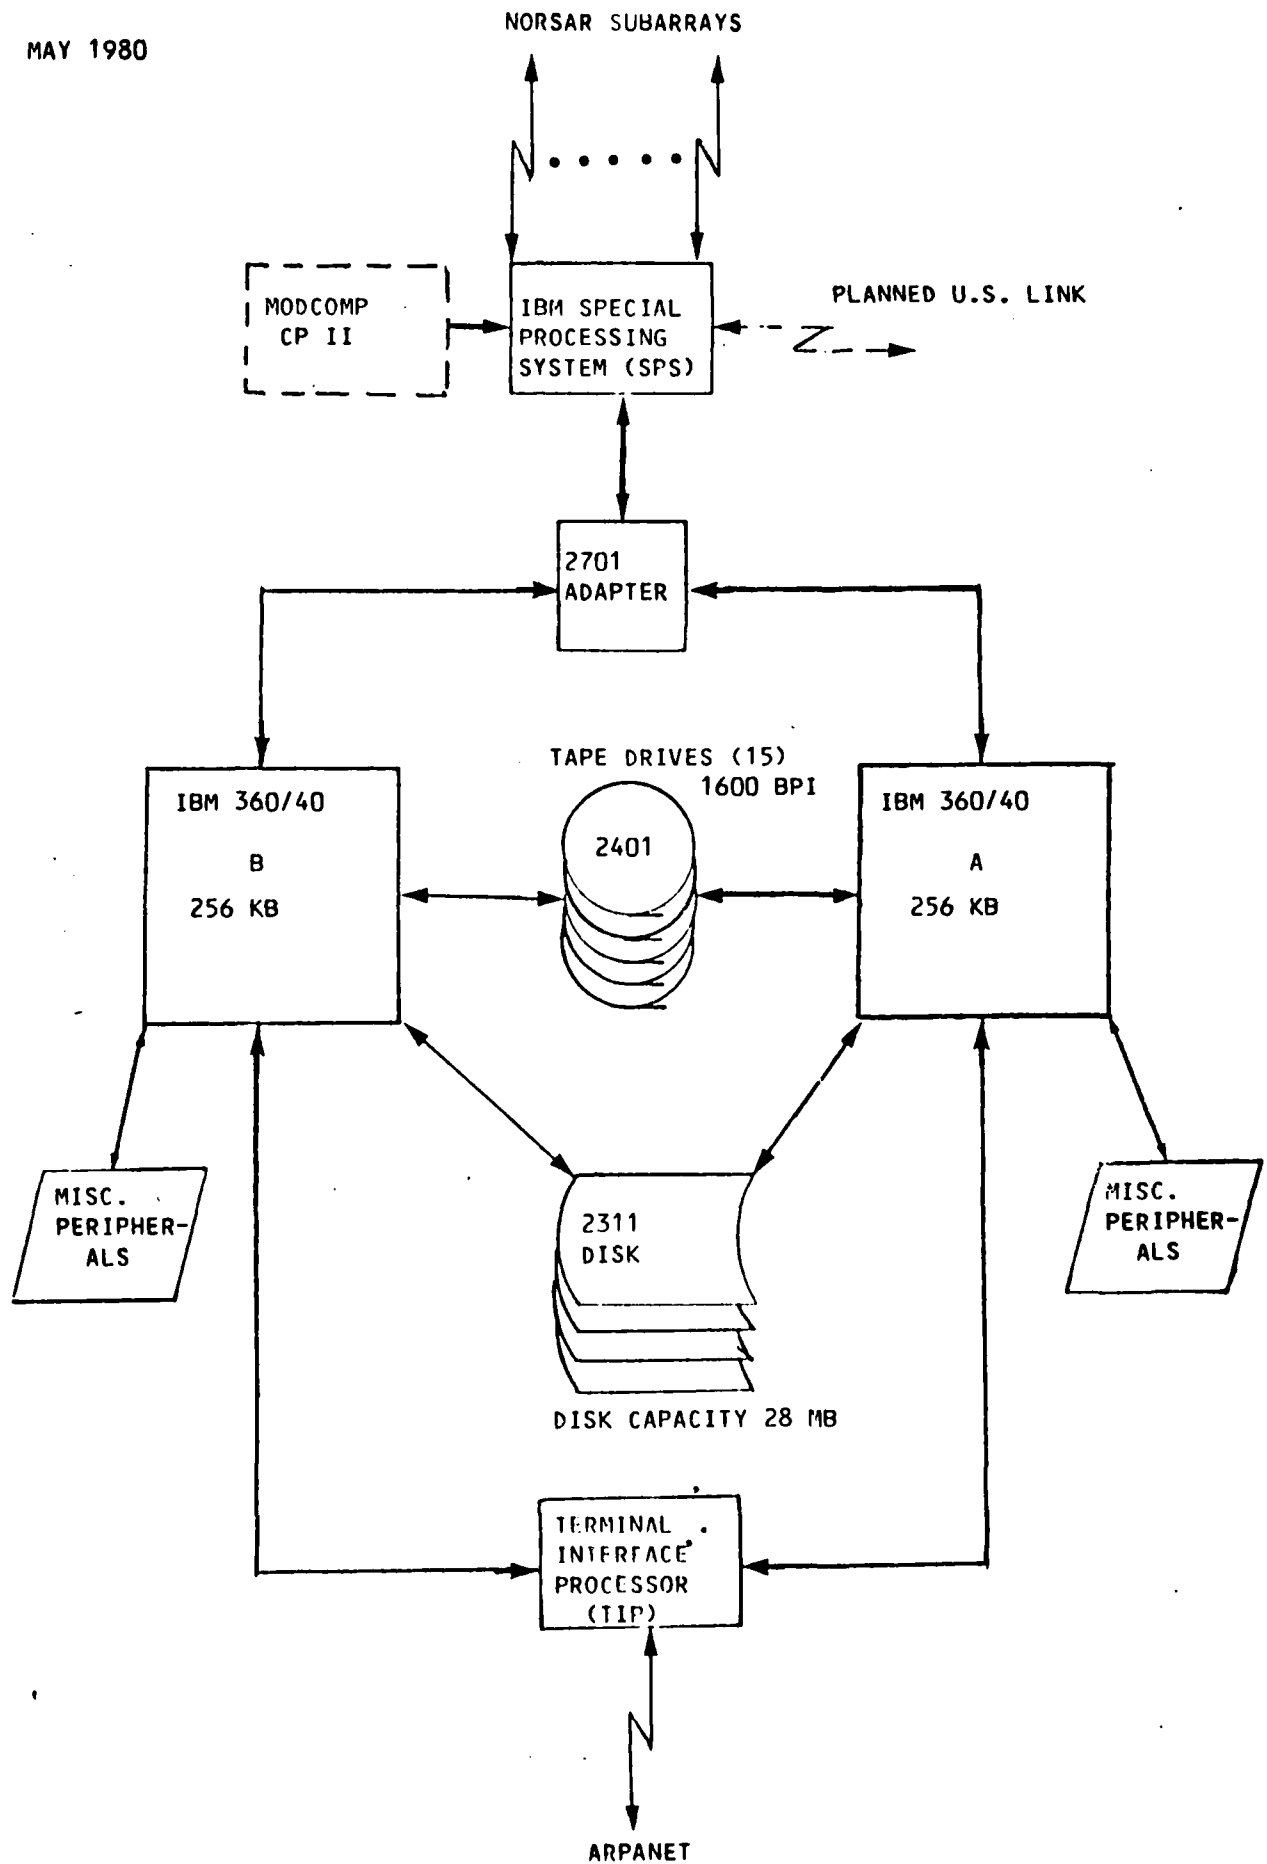 NORSAR SUBARRAYS
MAY 1980
MODCOMP
CP II
IBM SPECIAL
PROCESSING
SYSTEM (SPS)
PLANNED U.S. LINK
2701
ADAPTER
TAPE DRIVES (15)
1600 BPI
IBM 360/40
B
256 KB
2401
IBM 360/40
A
256 KB
MISC.
PERIPHER-
ALS
2311
DISK
MISC.
PERIPHER-
ALS
DISK CAPACITY 28 MB
TERMINAL
INTERFACE
PROCESSOR
(TIP)
ARPANET